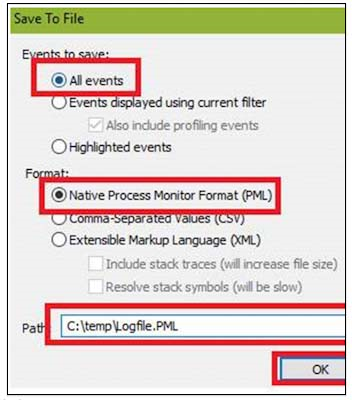 Save To File
Events to save:
All events
Events displayed using current filter
Also include profiling events
Highlighted events
Format:
Native Process Monitor Format (PML)
Comma-Separated Values (CSV)
Extensible Markup Language (XML)
Include stack traces (will increase file size)
Resolve stack symbols (will be slow)
Path: C:\temp\Logfile.PML
OK